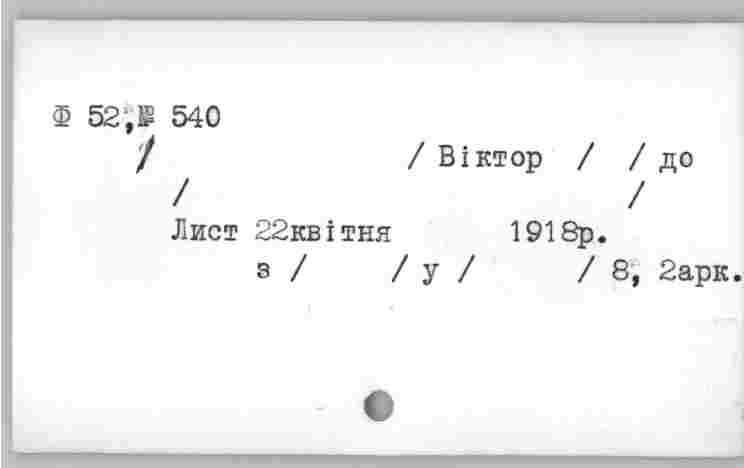 Ф 52,№ 540
/ / Віктор / / до
/ /
Лист 22квітня 1918р.
з / / у / / 8°, 2арк.